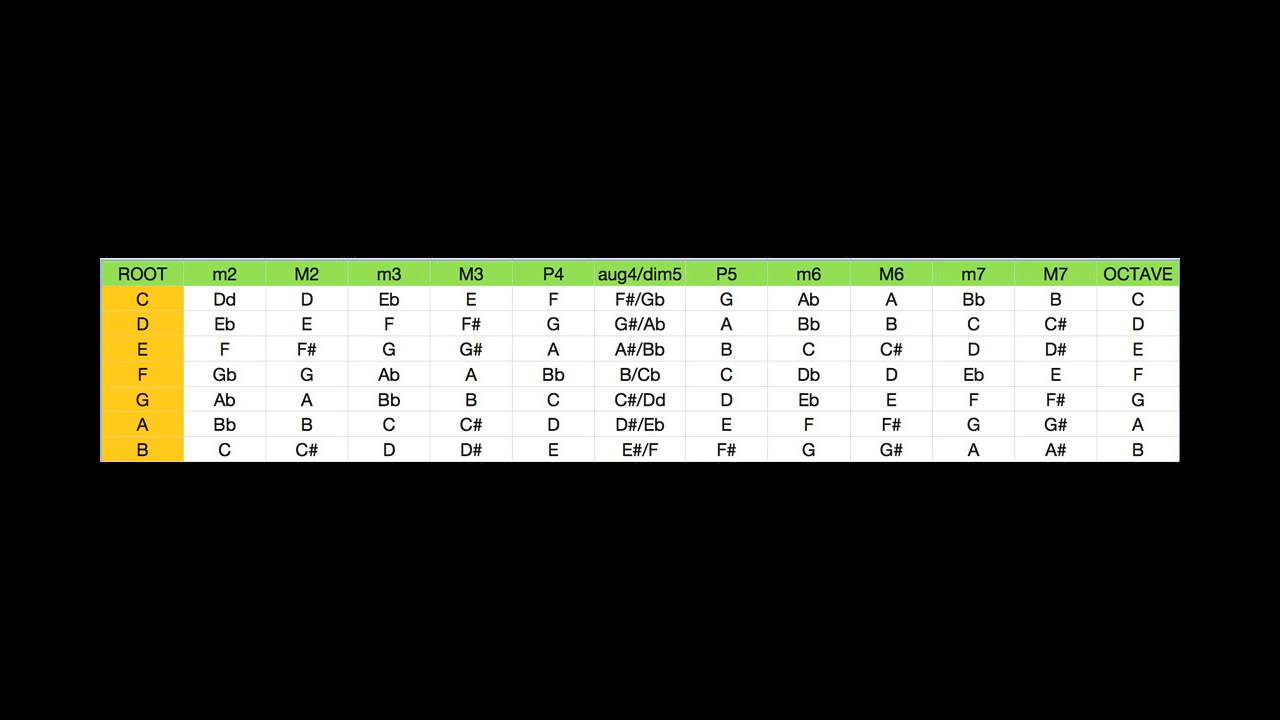 ROOT m2 M2 m3 M3 P4 aug4/dim5 P5 m6 M6 m7 M7 OCTAVE
C Dd D Eb E F F#/Gb G Ab A Bb B C
D Eb E F F# G G#/Ab A Bb B C C# D
E F F# G G# A A#/Bb B C C# D D# E
F Gb G Ab A Bb B/Cb C Db D Eb E F
G Ab A Bb B C C#/Dd D Eb E F F# G
A Bb B C C# D D#/Eb E F F# G G# A
B C C# D D# E E#/F F# G G# A A# B